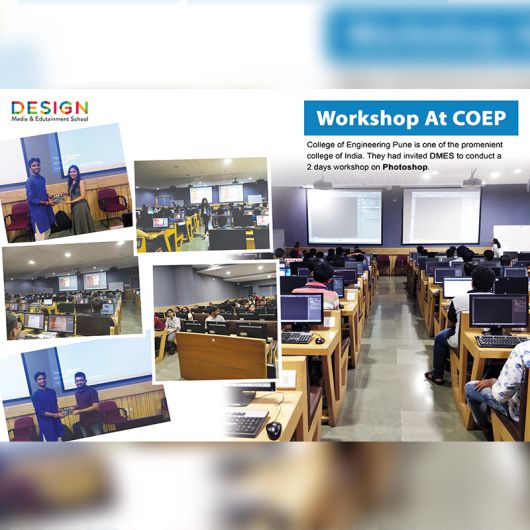 DESIGN
Media & Edutainment School
Workshop At COEP
College of Engineering Pune is one of the promenient
college of India. They had invited DMES to conduct a
2 days workshop on Photoshop.